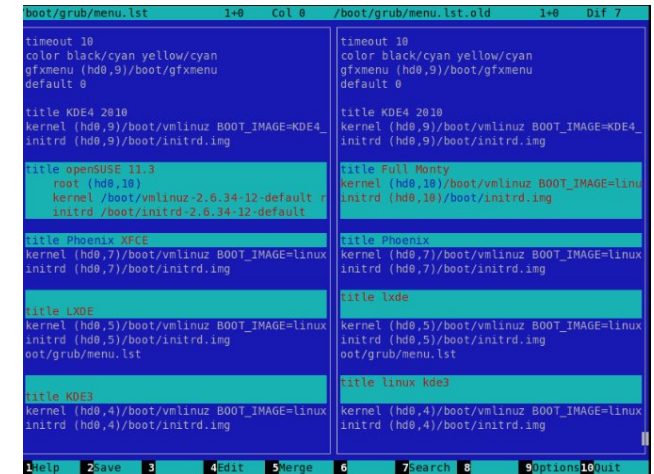 /boot/grub/menu.lst 1+0 Col 0
timeout 10
color black/cyan yellow/cyan
gfxmenu (hd0,9)/boot/gfxmenu
default 0
title KDE4 2010
kernel (hd0,9)/boot/vmlinuz BOOT_IMAGE=KDE4_
initrd (hd0,9)/boot/initrd.img
title openSUSE 11.3
root (hd0,10)
kernel /boot/vmlinuz-2.6.34-12-default r
initrd /boot/initrd-2.6.34-12-default
title Phoenix XFCE
kernel (hd0,7)/boot/vmlinuz BOOT_IMAGE=linux
initrd (hd0,7)/boot/initrd.img
title LXDE
kernel (hd0,5)/boot/vmlinuz BOOT_IMAGE=linux
initrd (hd0,5)/boot/initrd.img
oot/grub/menu.lst
title KDE3
kernel (hd0,4)/boot/vmlinuz BOOT_IMAGE=linux
initrd (hd0,4)/boot/initrd.img
/boot/grub/menu.lst.old 1+0 Dif 7
timeout 10
color black/cyan yellow/cyan
gfxmenu (hd0,9)/boot/gfxmenu
default 0
title KDE4 2010
kernel (hd0,9)/boot/vmlinuz BOOT_IMAGE=KDE4_
initrd (hd0,9)/boot/initrd.img
title Full Monty
kernel (hd0,10)/boot/vmlinuz BOOT_IMAGE=linu
initrd (hd0,10)/boot/initrd.img
title Phoenix
kernel (hd0,7)/boot/vmlinuz BOOT_IMAGE=linux
initrd (hd0,7)/boot/initrd.img
title lxde
kernel (hd0,5)/boot/vmlinuz BOOT_IMAGE=linux
initrd (hd0,5)/boot/initrd.img
oot/grub/menu.lst
title linux kde3
kernel (hd0,4)/boot/vmlinuz BOOT_IMAGE=linux
initrd (hd0,4)/boot/initrd.img
1Help 2Save 3 4Edit 5Merge 6 7Search 8 9Options10Quit